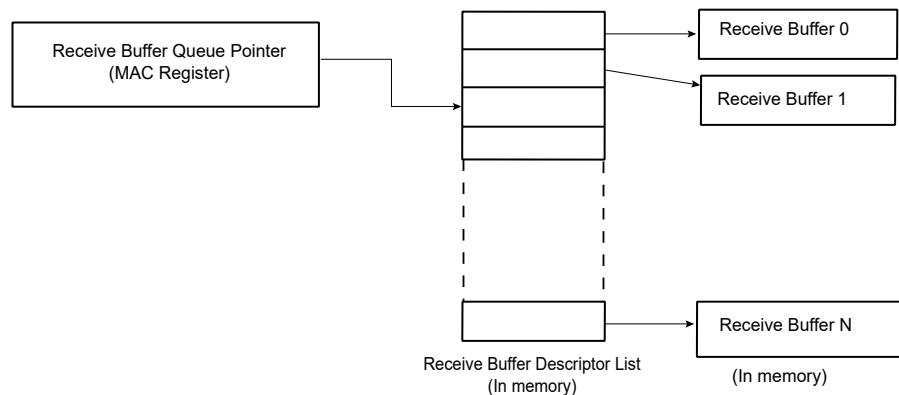 Receive Buffer Queue Pointer
(MAC Register)
Receive Buffer 0
Receive Buffer 1
Receive Buffer N
Receive Buffer Descriptor List
(In memory)
(In memory)